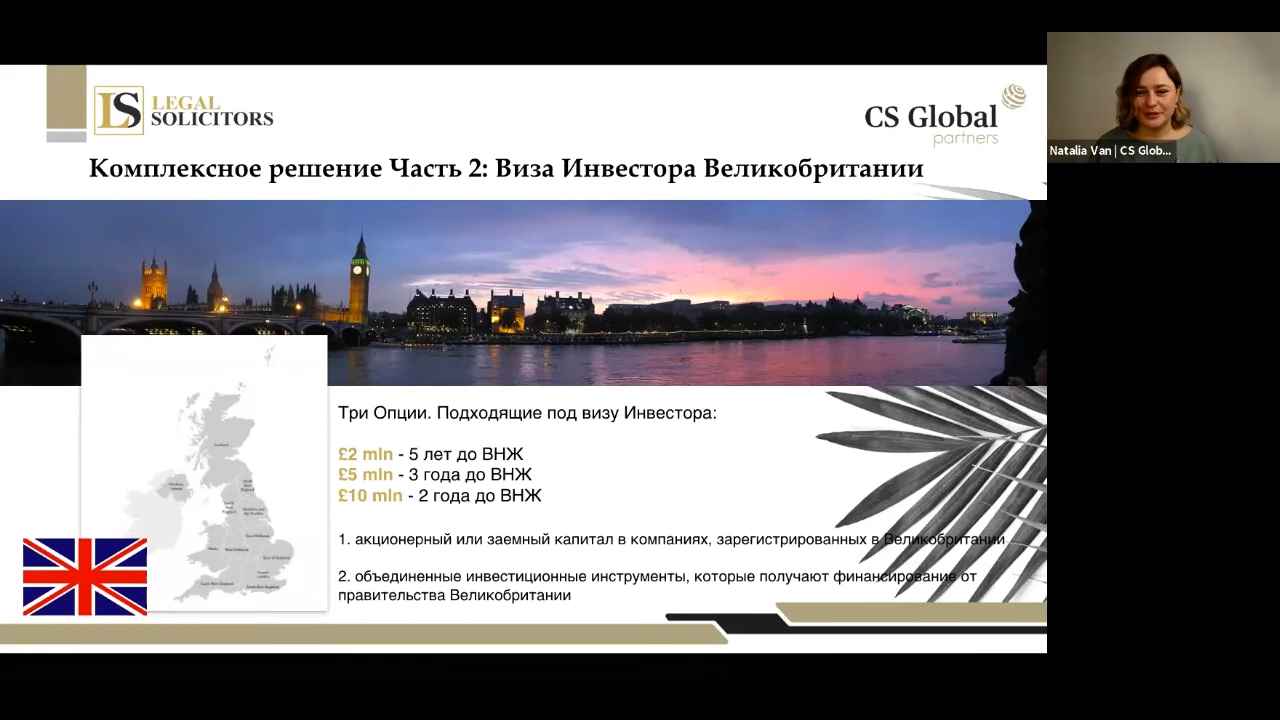 LS LEGAL
SOLICITORS
CS Global
partners
Комплексное решение Часть 2: Виза Инвестора Великобритании
Natalia Van | CS Glob...
Три Опции. Подходящие под визу Инвестора:
£2 mln - 5 лет до ВНЖ
£5 mln - 3 года до ВНЖ
£10 mln - 2 года до ВНЖ
1. акционерный или заемный капитал в компаниях, зарегистрированных в Великобритании
2. объединенные инвестиционные инструменты, которые получают финансирование от
правительства Великобритании